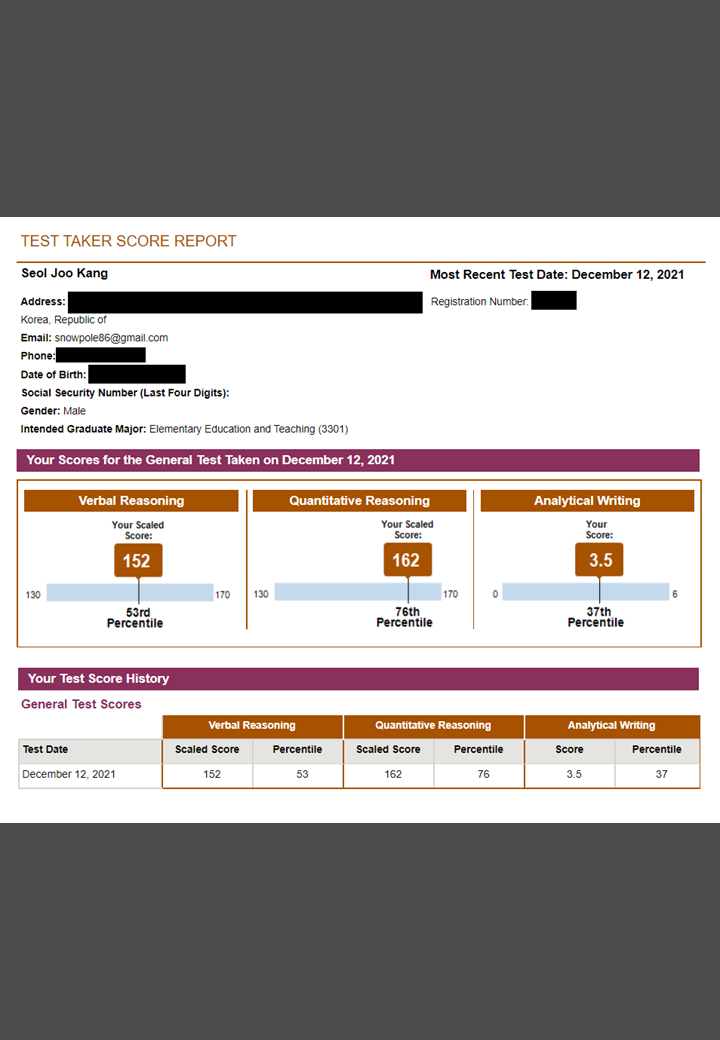 TEST TAKER SCORE REPORT
Seol Joo Kang
Most Recent Test Date: December 12, 2021
Address:
Registration Number:
Korea, Republic of
Email: snowpole86@gmail.com
Phone:
Date of Birth:
Social Security Number (Last Four Digits):
Gender: Male
Intended Graduate Major: Elementary Education and Teaching (3301)
Your Scores for the General Test Taken on December 12, 2021
Verbal Reasoning
Your Scaled
Score:
152
130 170
53rd
Percentile
Quantitative Reasoning
Your Scaled
Score:
162
130 170
76th
Percentile
Analytical Writing
Your
Score:
3.5
0 6
37th
Percentile
Your Test Score History
General Test Scores
Verbal Reasoning Quantitative Reasoning Analytical Writing
Test Date Scaled Score Percentile Scaled Score Percentile Score Percentile
December 12, 2021 152 53 162 76 3.5 37